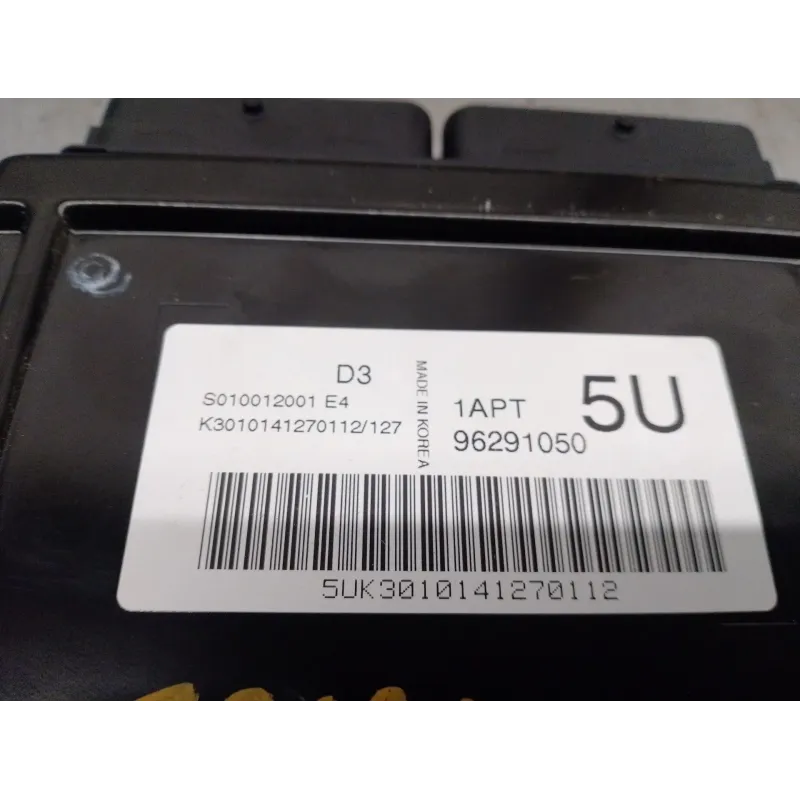 D3
S010012001 E4
K3010141270112/127
MADE IN KOREA
1APT
5U
96291050
5UK3010141270112